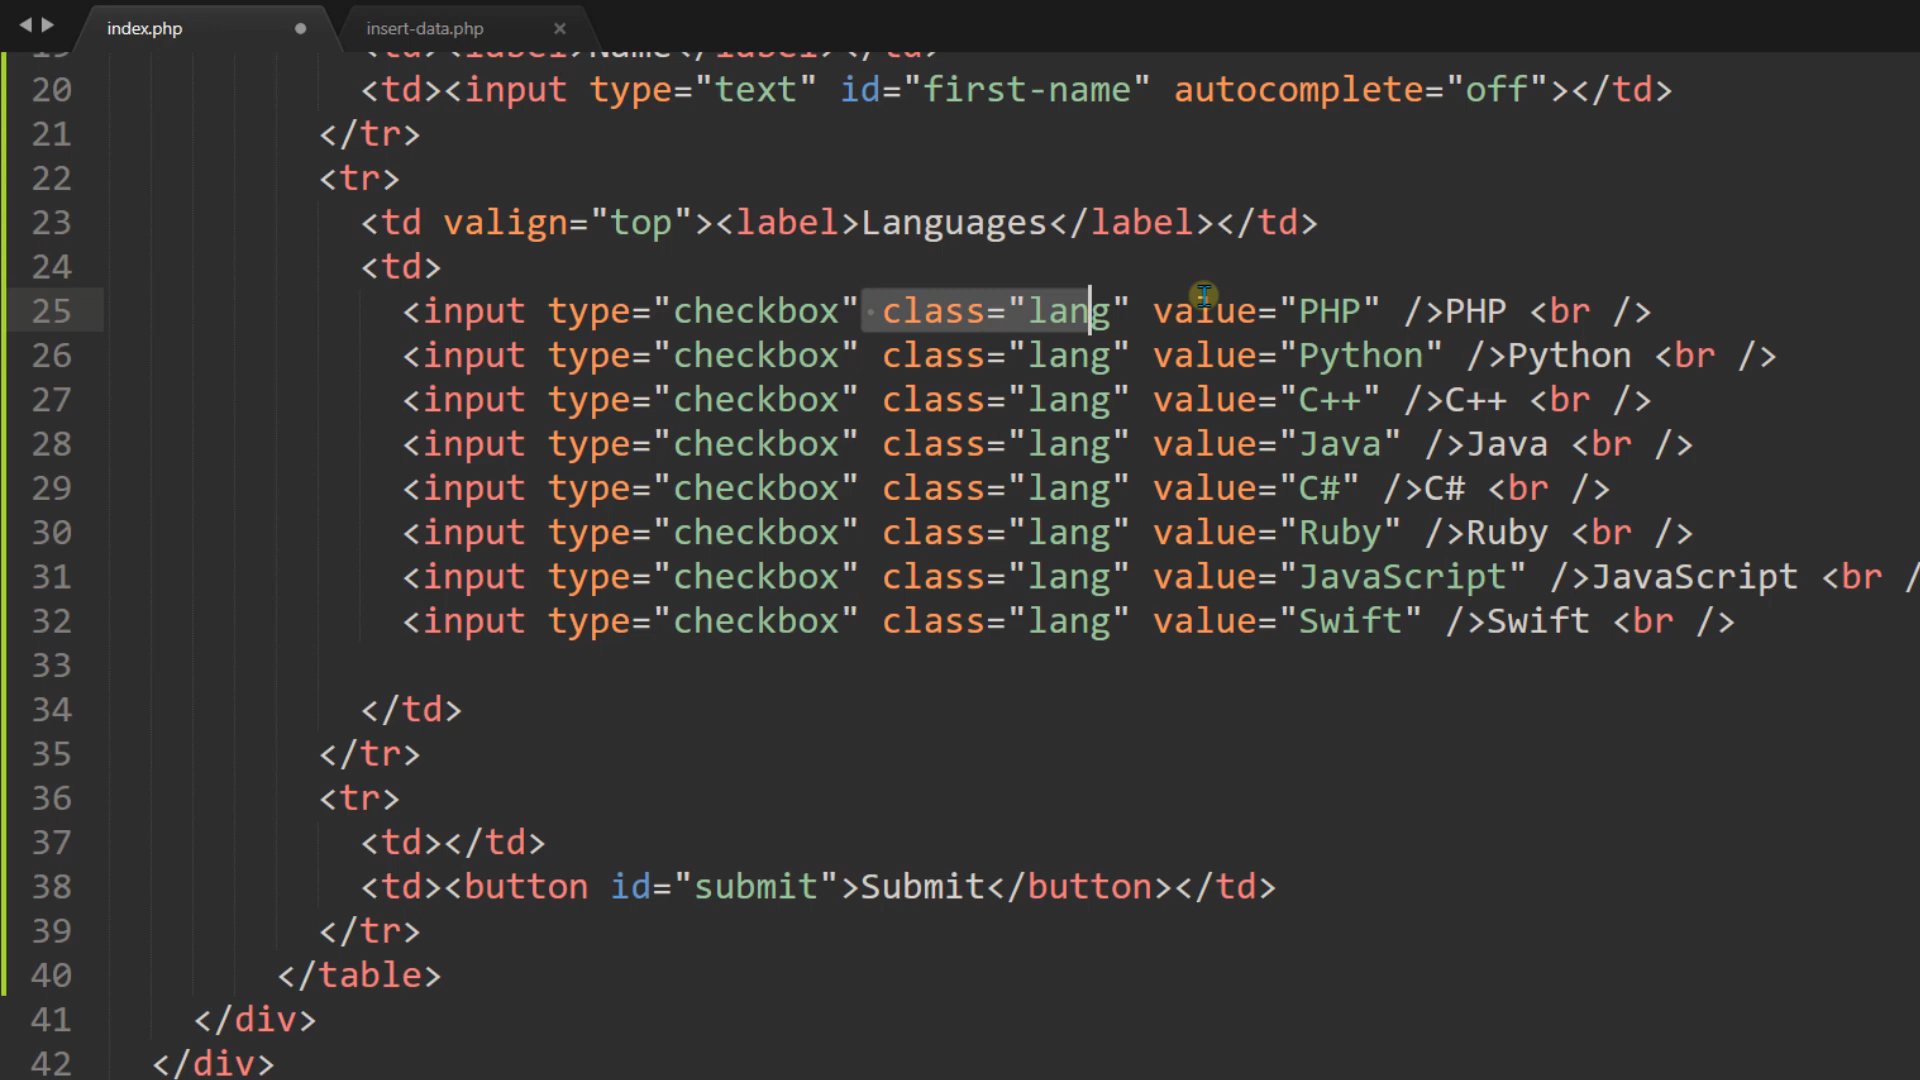 index.php insert-data.php
19 <td><label>Name</label></td>
20 <td><input type="text" id="first-name" autocomplete="off"></td>
21 </tr>
22 <tr>
23 <td valign="top"><label>Languages</label></td>
24 <td>
25 <input type="checkbox" class="lang" value="PHP" />PHP <br />
26 <input type="checkbox" class="lang" value="Python" />Python <br />
27 <input type="checkbox" class="lang" value="C++" />C++ <br />
28 <input type="checkbox" class="lang" value="Java" />Java <br />
29 <input type="checkbox" class="lang" value="C#" />C# <br />
30 <input type="checkbox" class="lang" value="Ruby" />Ruby <br />
31 <input type="checkbox" class="lang" value="JavaScript" />JavaScript <br /
32 <input type="checkbox" class="lang" value="Swift" />Swift <br />
33
34 </td>
35 </tr>
36 <tr>
37 <td></td>
38 <td><button id="submit">Submit</button></td>
39 </tr>
40 </table>
41 </div>
42 </div>